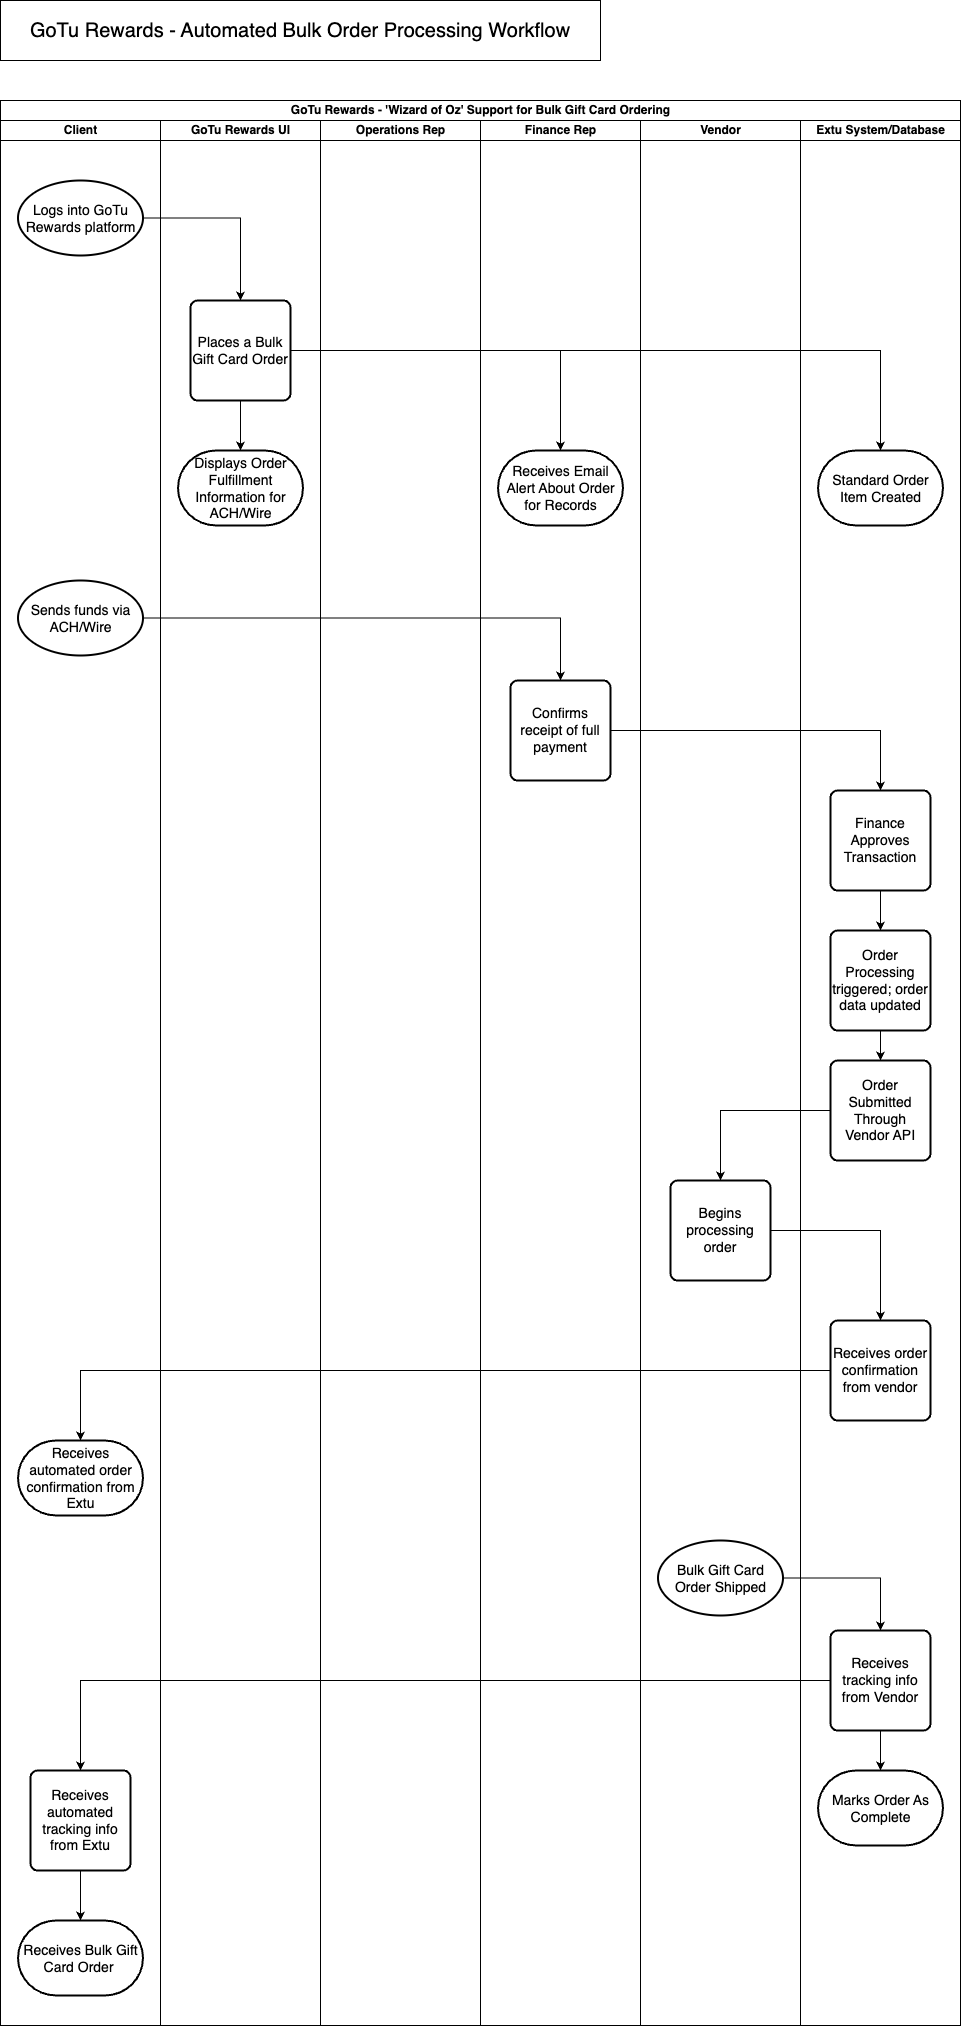 GoTu Rewards - Automated Bulk Order Processing Workflow
GoTu Rewards - 'Wizard of Oz' Support for Bulk Gift Card Ordering
Client
GoTu Rewards UI
Operations Rep
Finance Rep
Vendor
Extu System/Database
Logs into GoTu
Rewards platform
Places a Bulk
Gift Card Order
Displays Order
Fulfillment
Information for
ACH/Wire
Receives Email
Alert About Order
for Records
Standard Order
Item Created
Sends funds via
ACH/Wire
Confirms
receipt of full
payment
Finance
Approves
Transaction
Order
Processing
triggered; order
data updated
Order
Submitted
Through
Vendor API
Begins
processing
order
Receives order
confirmation
from vendor
Receives
automated order
confirmation from
Extu
Bulk Gift Card
Order Shipped
Receives
tracking info
from Vendor
Receives
automated
tracking info
from Extu
Marks Order As
Complete
Receives Bulk Gift
Card Order